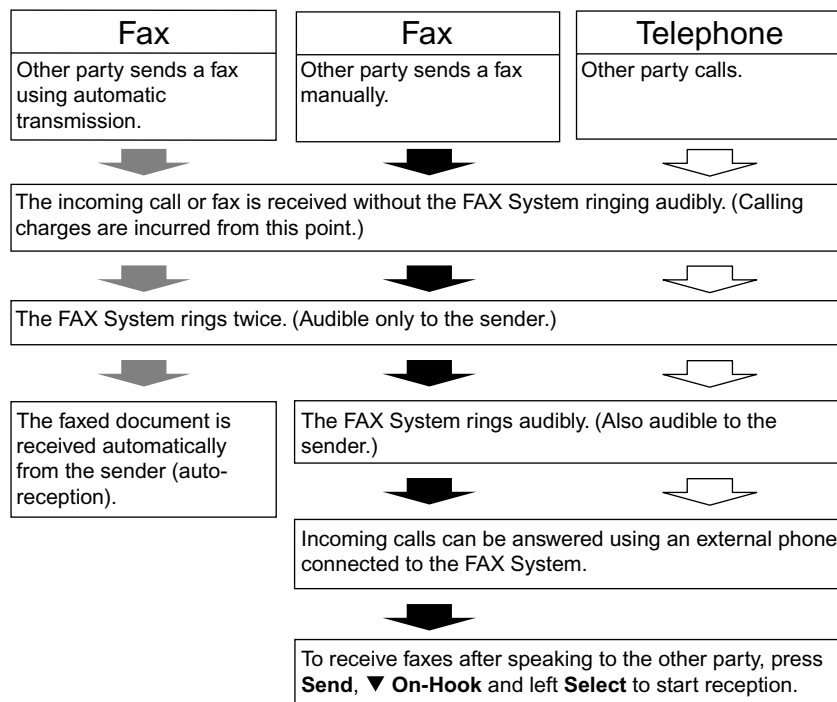 Fax
Other party sends a fax
using automatic
transmission.
Fax
Other party sends a fax
manually.
Telephone
Other party calls.
The incoming call or fax is received without the FAX System ringing audibly. (Calling
charges are incurred from this point.)
The FAX System rings twice. (Audible only to the sender.)
The faxed document is
received automatically
from the sender (auto-
reception).
The FAX System rings audibly. (Also audible to the
sender.)
Incoming calls can be answered using an external phone
connected to the FAX System.
To receive faxes after speaking to the other party, press
Send, ▼ On-Hook and left Select to start reception.